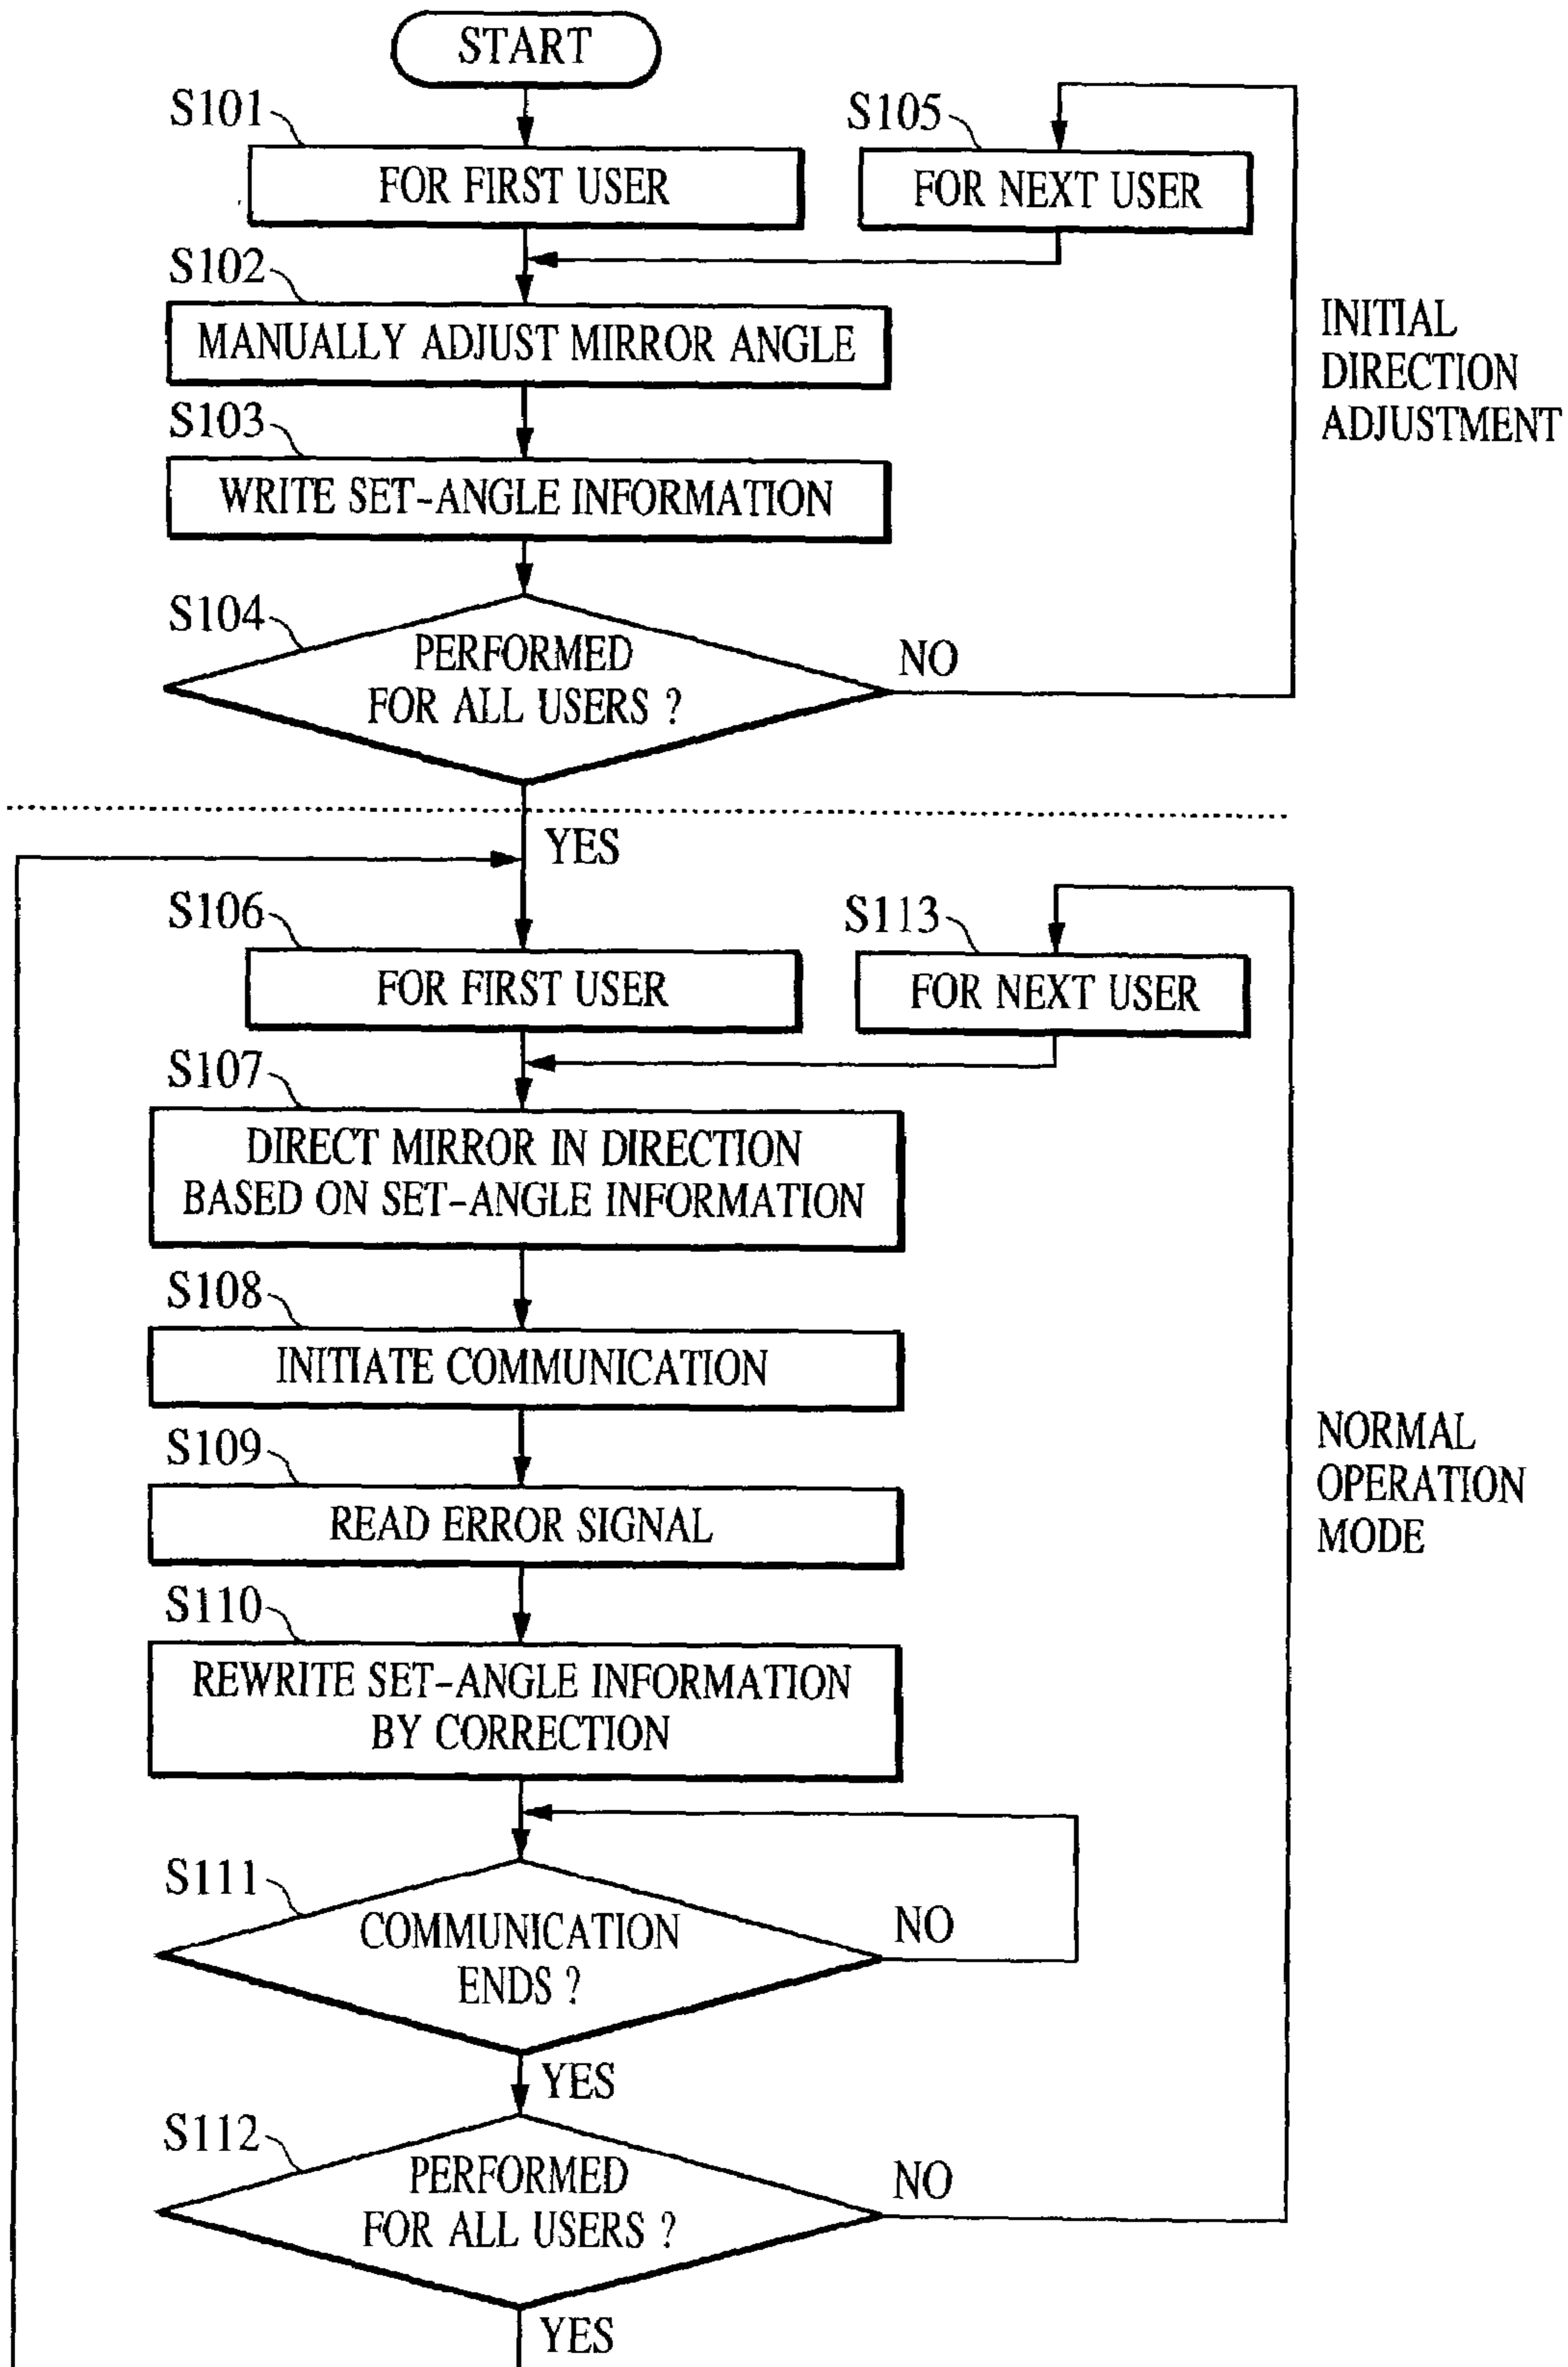 START
S101
FOR FIRST USER
S105
FOR NEXT USER
S102
MANUALLY ADJUST MIRROR ANGLE
S103
WRITE SET-ANGLE INFORMATION
S104
PERFORMED
FOR ALL USERS ?
NO
INITIAL
DIRECTION
ADJUSTMENT
YES
S106
FOR FIRST USER
S113
FOR NEXT USER
S107
DIRECT MIRROR IN DIRECTION
BASED ON SET-ANGLE INFORMATION
S108
INITIATE COMMUNICATION
S109
READ ERROR SIGNAL
S110
REWRITE SET-ANGLE INFORMATION
BY CORRECTION
S111
COMMUNICATION
ENDS ?
NO
YES
S112
PERFORMED
FOR ALL USERS ?
NO
YES
NORMAL
OPERATION
MODE